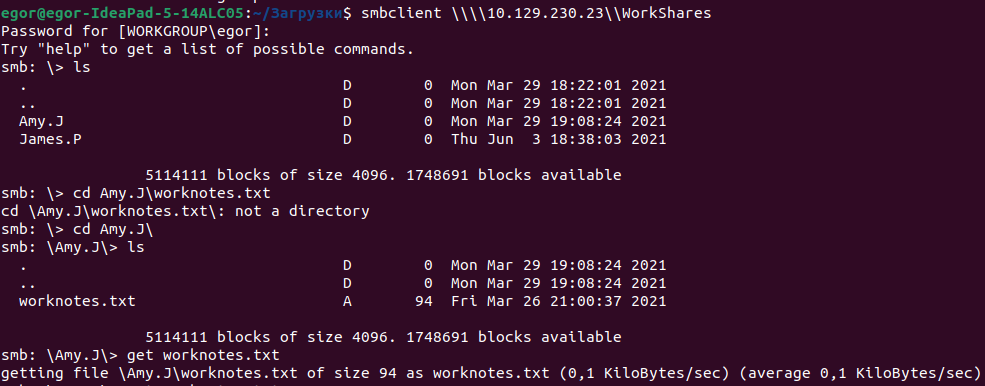 egor@egor-IdeaPad-5-14ALC05:~/Загрузки$ smbclient \\\\10.129.230.23\\WorkShares
Password for [WORKGROUP\egor]:
Try "help" to get a list of possible commands.
smb: \> ls
  .                                   D        0  Mon Mar 29 18:22:01 2021
  ..                                  D        0  Mon Mar 29 18:22:01 2021
  Amy.J                               D        0  Mon Mar 29 19:08:24 2021
  James.P                             D        0  Thu Jun  3 18:38:03 2021
                5114111 blocks of size 4096. 1748691 blocks available
smb: \> cd Amy.J\worknotes.txt
cd \Amy.J\worknotes.txt\: not a directory
smb: \> cd Amy.J\
smb: \Amy.J\> ls
  .                                   D        0  Mon Mar 29 19:08:24 2021
  ..                                  D        0  Mon Mar 29 19:08:24 2021
  worknotes.txt                       A       94  Fri Mar 26 21:00:37 2021
                5114111 blocks of size 4096. 1748691 blocks available
smb: \Amy.J\> get worknotes.txt
getting file \Amy.J\worknotes.txt of size 94 as worknotes.txt (0,1 KiloBytes/sec) (average 0,1 KiloBytes/sec)